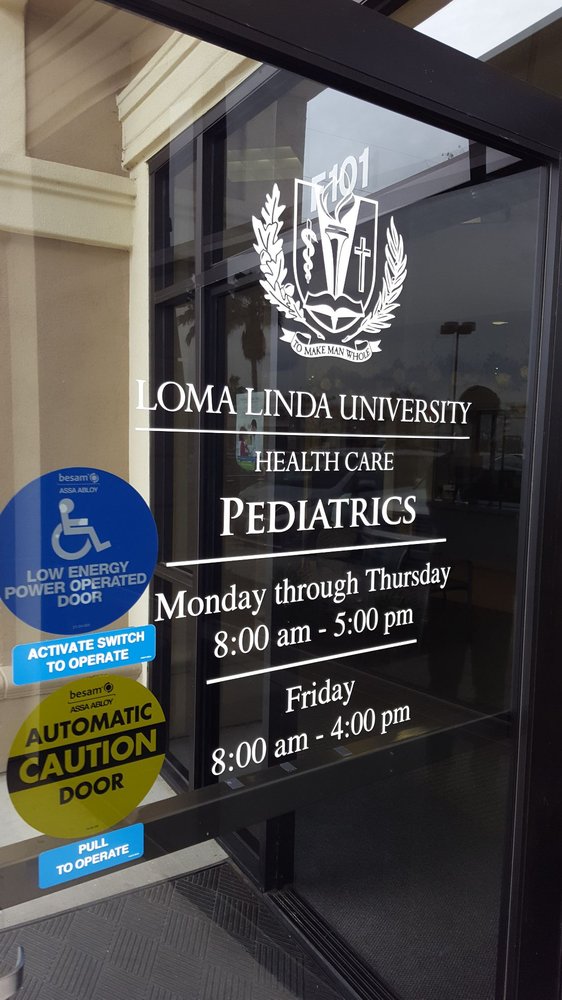 F101
TO MAKE MAN WHOLE
LOMA LINDA UNIVERSITY
HEALTH CARE
PEDIATRICS
Monday through Thursday
8:00 am - 5:00 pm
Friday
8:00 am - 4:00 pm
besam
ASSA ABLOY
LOW ENERGY
POWER OPERATED
DOOR
ACTIVATE SWITCH
TO OPERATE
besam
ASSA ABLOY
AUTOMATIC
CAUTION
DOOR
PULL
TO OPERATE